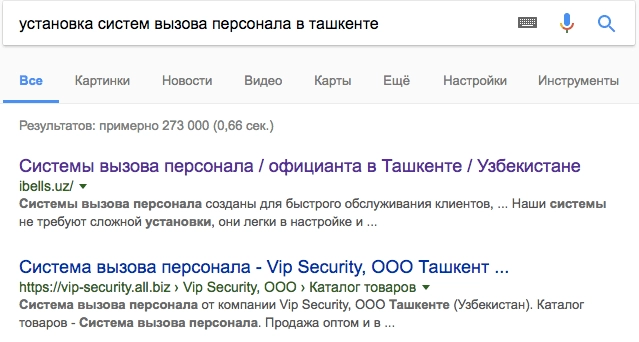 установка систем вызова персонала в ташкенте
Все Картинки Новости Видео Карты Ещё Настройки Инструменты
Результатов: примерно 273 000 (0,66 сек.)
Системы вызова персонала / официанта в Ташкенте / Узбекистане
ibells.uz/
Системы вызова персонала созданы для быстрого обслуживания клиентов, ... Наши системы
не требуют сложной установки, они легки в настройке и ...
Система вызова персонала - Vip Security, ООО Ташкент ...
https://vip-security.all.biz › Vip Security, ООО › Каталог товаров
Система вызова персонала от компании Vip Security, ООО Ташкенте (Узбекистан). Каталог
товаров - Система вызова персонала. Продажа оптом и в ...